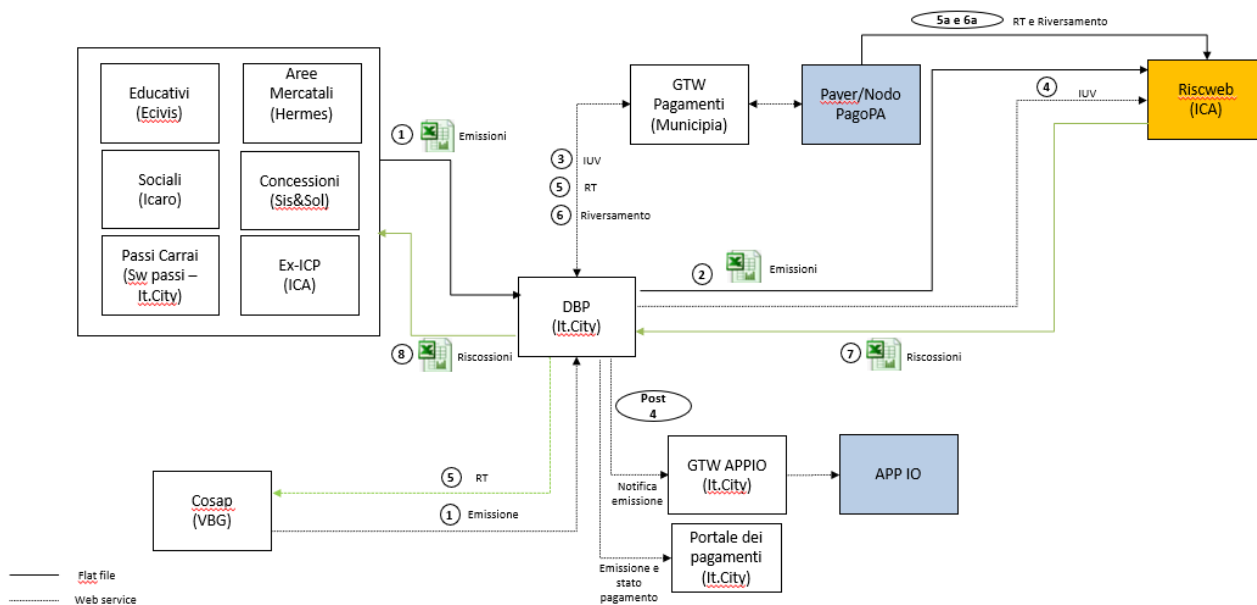 5a e 6a
RT e Riversamento
Educativi
(Ecivis)
Aree
Mercatali
(Hermes)
Sociali
(Icaro)
Concessioni
(Sis&Sol)
Passi Carrai
(Sw passi –
It.City)
Ex-ICP
(ICA)
1
Emissioni
GTW
Pagamenti
(Municipia)
Paver/Nodo
PagoPA
4
IUV
Riscweb
(ICA)
3
IUV
5
RT
6
Riversamento
2
Emissioni
DBP
(It.City)
8
Riscossioni
7
Riscossioni
Post
4
GTW APPIO
(It.City)
APP IO
Notifica
emissione
Cosap
(VBG)
5
RT
1
Emissione
Portale dei
pagamenti
(It.City)
Emissione e
stato
pagamento
Flat file
Web service